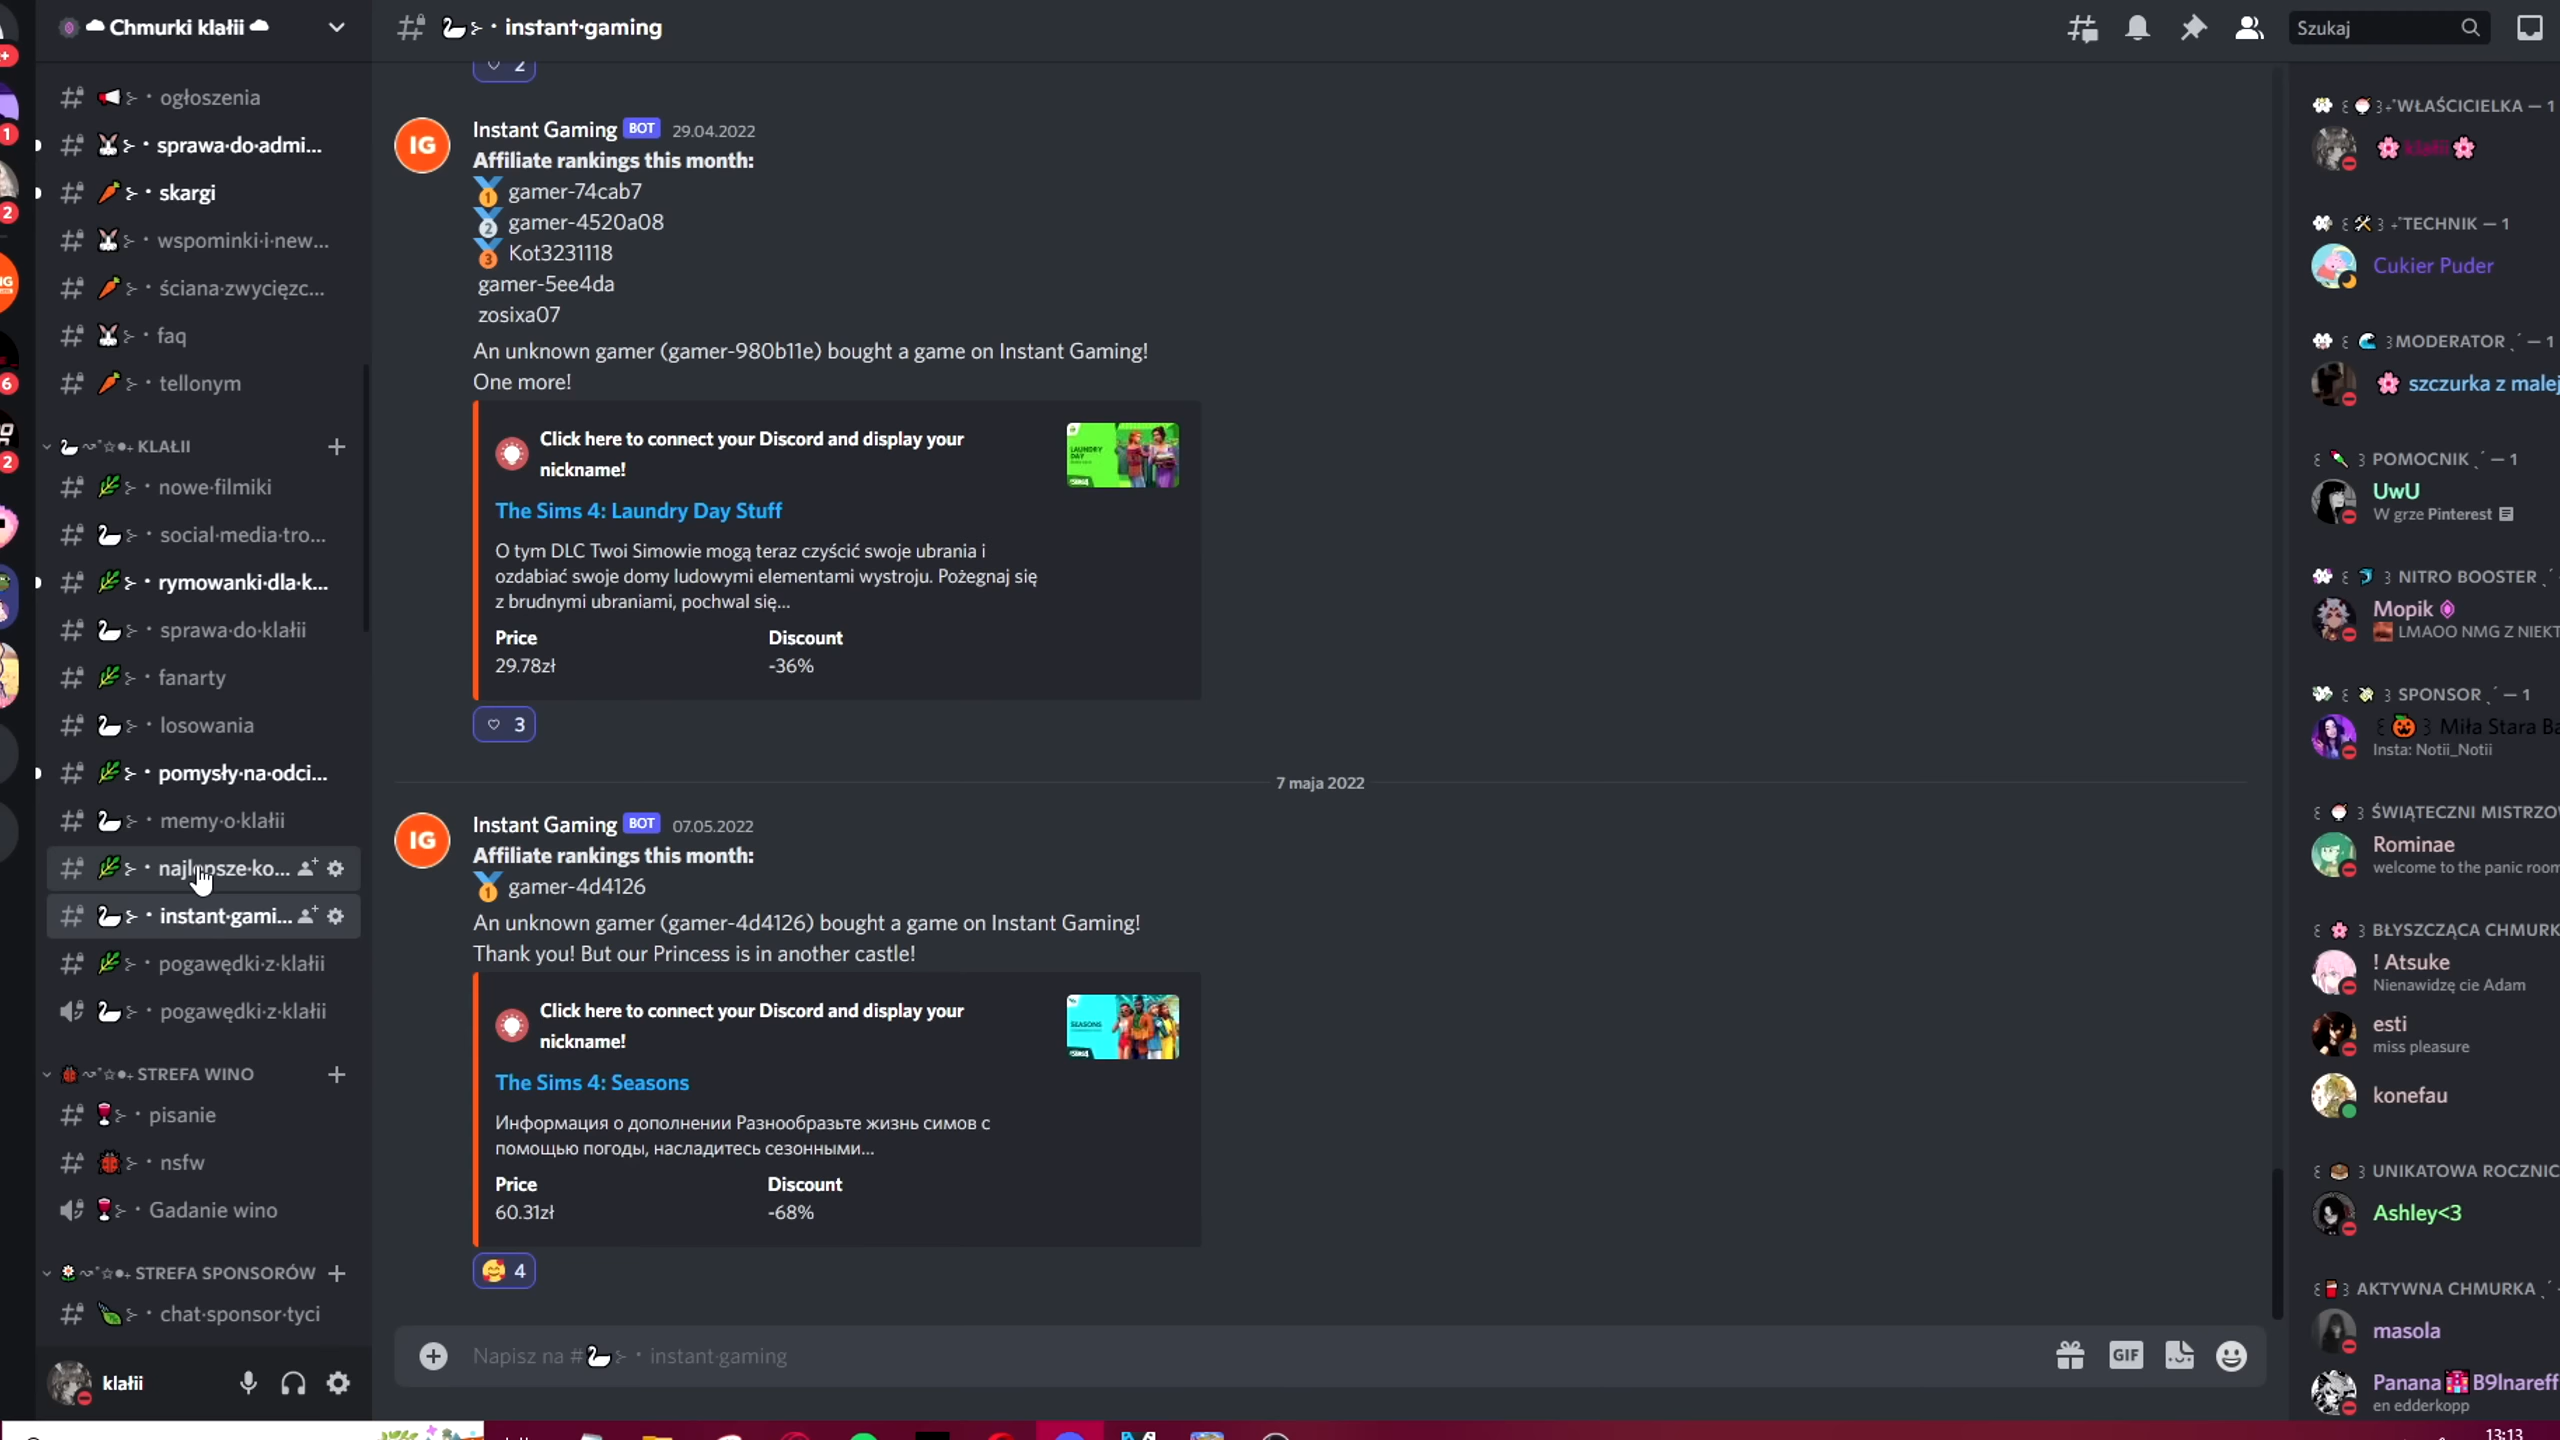 Chmurki klałii
instant·gaming
Szukaj
ogłoszenia
sprawa·do·admi...
skargi
wspominki·i·new...
ściana·zwycięzc...
faq
tellonym
KLAŁII
nowe·filmiki
social·media·tro...
rymowanki·dla·k...
sprawa·do·klałii
fanarty
losowania
pomysły·na·odci...
memy·o·klałii
najlepsze·ko...
instant·gami...
pogawędki·z·klałii
pogawędki·z·klałii
STREFA WINO
pisanie
nsfw
Gadanie wino
STREFA SPONSORÓW
chat·sponsor·tyci
klałii
2
IG
Instant Gaming BOT 29.04.2022
Affiliate rankings this month:
1 gamer-74cab7
2 gamer-4520a08
3 Kot3231118
gamer-5ee4da
zosixa07
An unknown gamer (gamer-980b11e) bought a game on Instant Gaming!
One more!
Click here to connect your Discord and display your
nickname!
LAUNDRY DAY
The Sims 4: Laundry Day Stuff
O tym DLC Twoi Simowie mogą teraz czyścić swoje ubrania i
ozdabiać swoje domy ludowymi elementami wystroju. Pożegnaj się
z brudnymi ubraniami, pochwal się...
Price Discount
29.78zł -36%
3
7 maja 2022
IG
Instant Gaming BOT 07.05.2022
Affiliate rankings this month:
1 gamer-4d4126
An unknown gamer (gamer-4d4126) bought a game on Instant Gaming!
Thank you! But our Princess is in another castle!
Click here to connect your Discord and display your
nickname!
SEASONS
The Sims 4: Seasons
Информация о дополнении Разнообразьте жизнь симов с
помощью погоды, насладитесь сезонными...
Price Discount
60.31zł -68%
4
Napisz na # instant·gaming
GIF
WŁAŚCICIELKA — 1
klałii
TECHNIK — 1
Cukier Puder
MODERATOR — 1
szczurka z malej
POMOCNIK — 1
UwU
W grze Pinterest
NITRO BOOSTER
Mopik
LMAOO NMG Z NIEKT
SPONSOR — 1
Miła Stara Ba
Insta: Notii_Notii
ŚWIĄTECZNI MISTRZO
Rominae
welcome to the panic room
BŁYSZCZĄCA CHMURK
! Atsuke
Nienawidzę cie Adam
esti
miss pleasure
konefau
UNIKATOWA ROCZNIC
Ashley<3
AKTYWNA CHMURKA
masola
Panana B9lnareff
en edderkopp
13:13